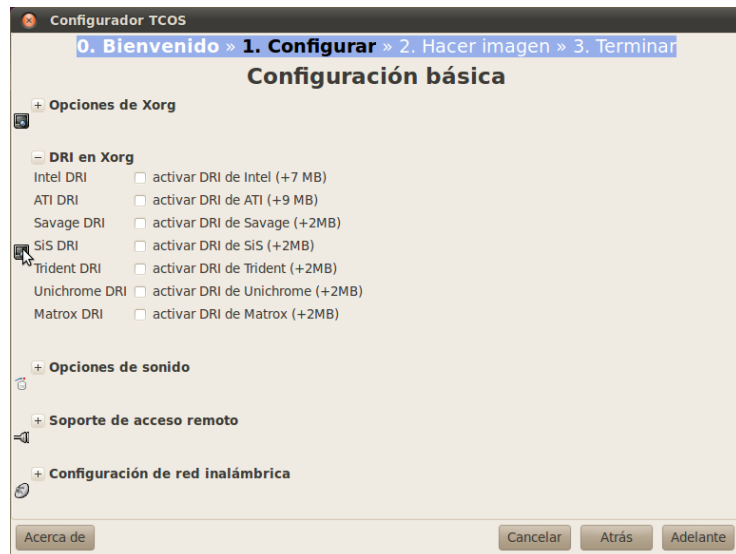 Configurador TCOS
0. Bienvenido » 1. Configurar » 2. Hacer imagen » 3. Terminar
Configuración básica
Opciones de Xorg
DRI en Xorg
Intel DRI activar DRI de Intel (+7 MB)
ATI DRI activar DRI de ATI (+9 MB)
Savage DRI activar DRI de Savage (+2MB)
SiS DRI activar DRI de SiS (+2MB)
Trident DRI activar DRI de Trident (+2MB)
Unichrome DRI activar DRI de Unichrome (+2MB)
Matrox DRI activar DRI de Matrox (+2MB)
Opciones de sonido
Soporte de acceso remoto
Configuración de red inalámbrica
Acerca de Cancelar Atrás Adelante